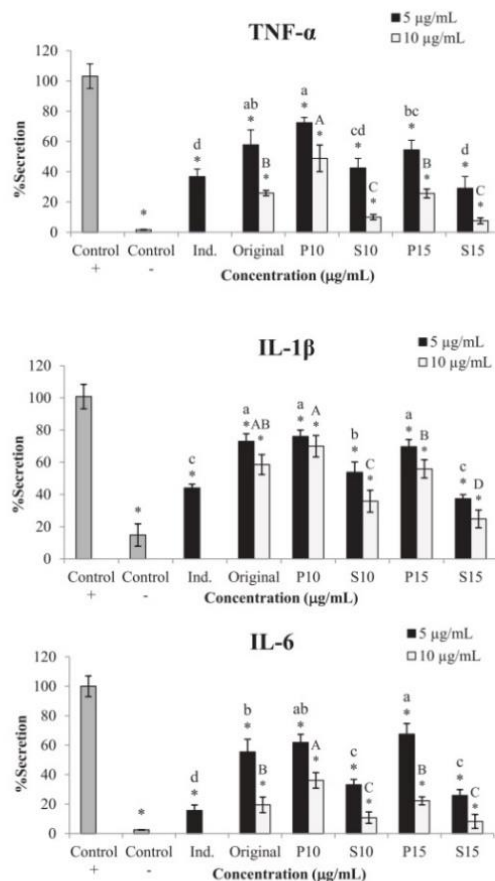 TNF-α
5 µg/mL
10 µg/mL
%Secretion
120
100
80
60
40
20
0
*
d
*
ab
*
B
*
a
*
A
*
cd
*
C
*
bc
*
B
*
d
*
C
*
Control + Control - Ind. Original P10 S10 P15 S15
Concentration (µg/mL)
IL-1β
5 µg/mL
10 µg/mL
%Secretion
120
100
80
60
40
20
0
*
c
*
a
*
AB
*
a
*
A
*
b
*
C
*
a
*
B
*
c
*
D
*
Control + Control - Ind. Original P10 S10 P15 S15
Concentration (µg/mL)
IL-6
5 µg/mL
10 µg/mL
%Secretion
120
100
80
60
40
20
0
*
d
*
b
*
B
*
ab
*
A
*
c
*
C
*
a
*
B
*
c
*
C
*
Control + Control - Ind. Original P10 S10 P15 S15
Concentration (µg/mL)